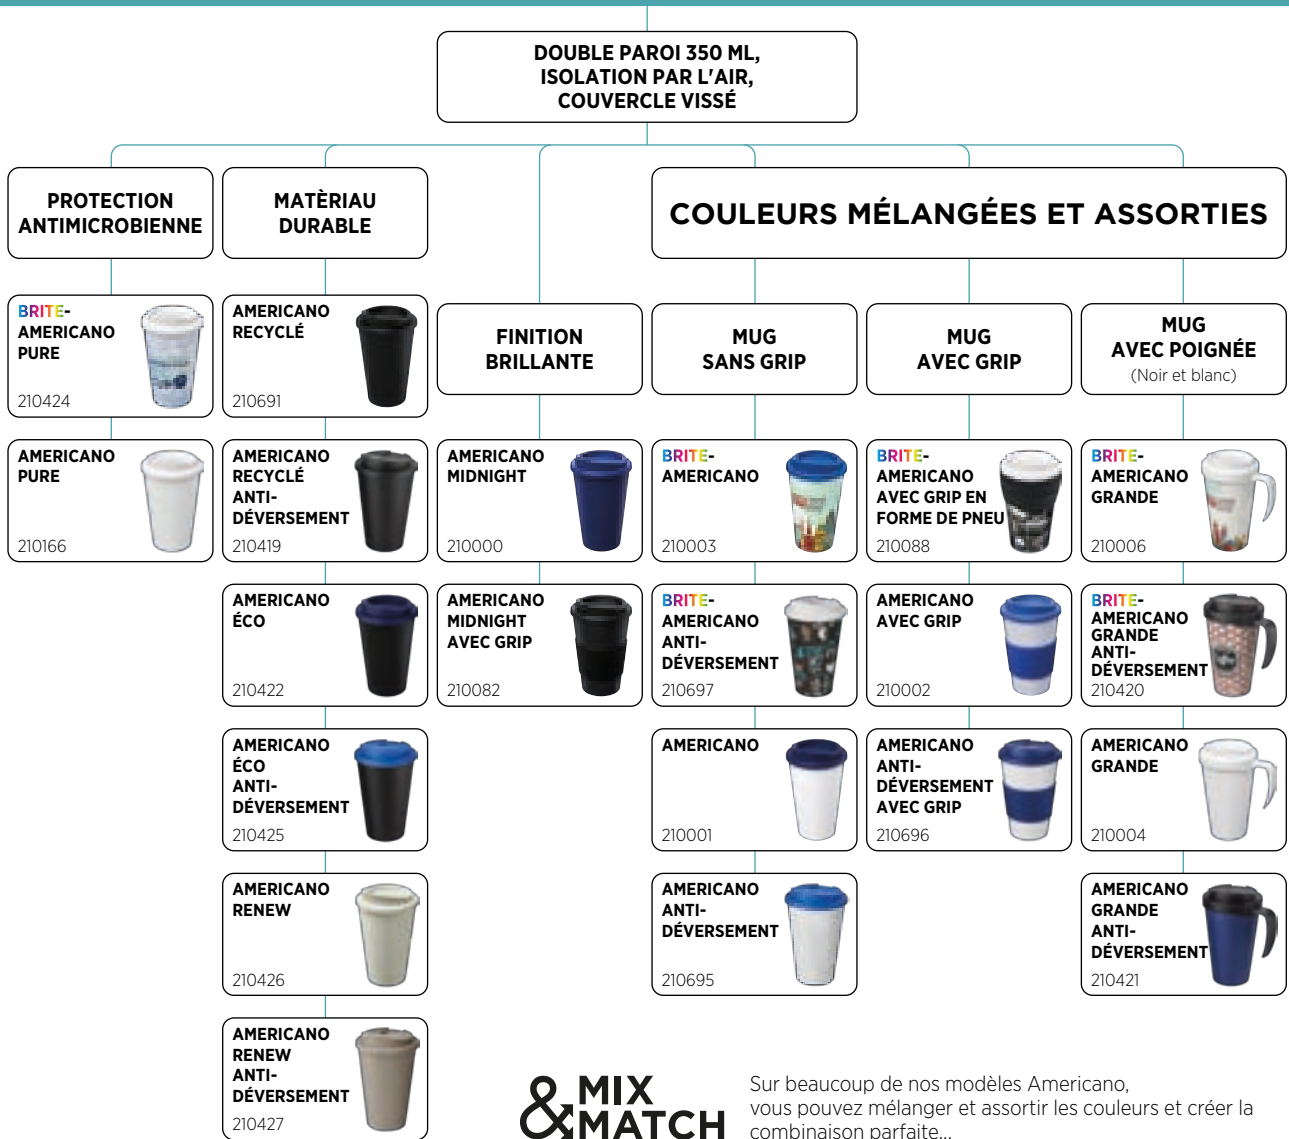 DOUBLE PAROI 350 ML,
ISOLATION PAR L'AIR,
COUVERCLE VISSÉ
PROTECTION
ANTIMICROBIENNE
MATÈRIAU
DURABLE
COULEURS MÉLANGÉES ET ASSORTIES
BRITE-
AMERICANO
PURE
210424
AMERICANO
RECYCLÉ
210691
FINITION
BRILLANTE
MUG
SANS GRIP
MUG
AVEC GRIP
MUG
AVEC POIGNÉE
(Noir et blanc)
AMERICANO
PURE
210166
AMERICANO
RECYCLÉ
ANTI-
DÉVERSEMENT
210419
AMERICANO
MIDNIGHT
210000
BRITE-
AMERICANO
210003
BRITE-
AMERICANO
AVEC GRIP EN
FORME DE PNEU
210088
BRITE-
AMERICANO
GRANDE
210006
AMERICANO
ÉCO
210422
AMERICANO
MIDNIGHT
AVEC GRIP
210082
BRITE-
AMERICANO
ANTI-
DÉVERSEMENT
210697
AMERICANO
AVEC GRIP
210002
BRITE-
AMERICANO
GRANDE
ANTI-
DÉVERSEMENT
210420
AMERICANO
ÉCO
ANTI-
DÉVERSEMENT
210425
AMERICANO
210001
AMERICANO
ANTI-
DÉVERSEMENT
AVEC GRIP
210696
AMERICANO
GRANDE
210004
AMERICANO
RENEW
210426
AMERICANO
ANTI-
DÉVERSEMENT
210695
AMERICANO
GRANDE
ANTI-
DÉVERSEMENT
210421
AMERICANO
RENEW
ANTI-
DÉVERSEMENT
210427
& MIX
MATCH
Sur beaucoup de nos modèles Americano,
vous pouvez mélanger et assortir les couleurs et créer la
combinaison parfaite...